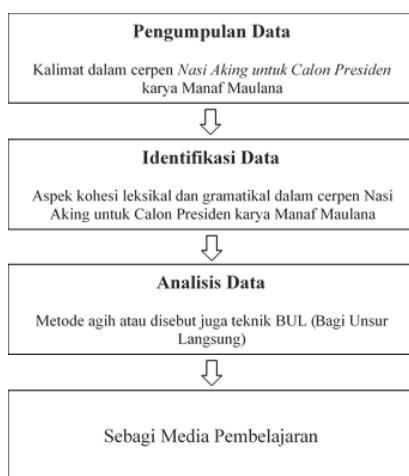 Pengumpulan Data
Kalimat dalam cerpen Nasi Aking untuk Calon Presiden
karya Manaf Maulana
Identifikasi Data
Aspek kohesi leksikal dan gramatikal dalam cerpen Nasi
Aking untuk Calon Presiden karya Manaf Maulana
Analisis Data
Metode agih atau disebut juga teknik BUL (Bagi Unsur
Langsung)
Sebagi Media Pembelajaran